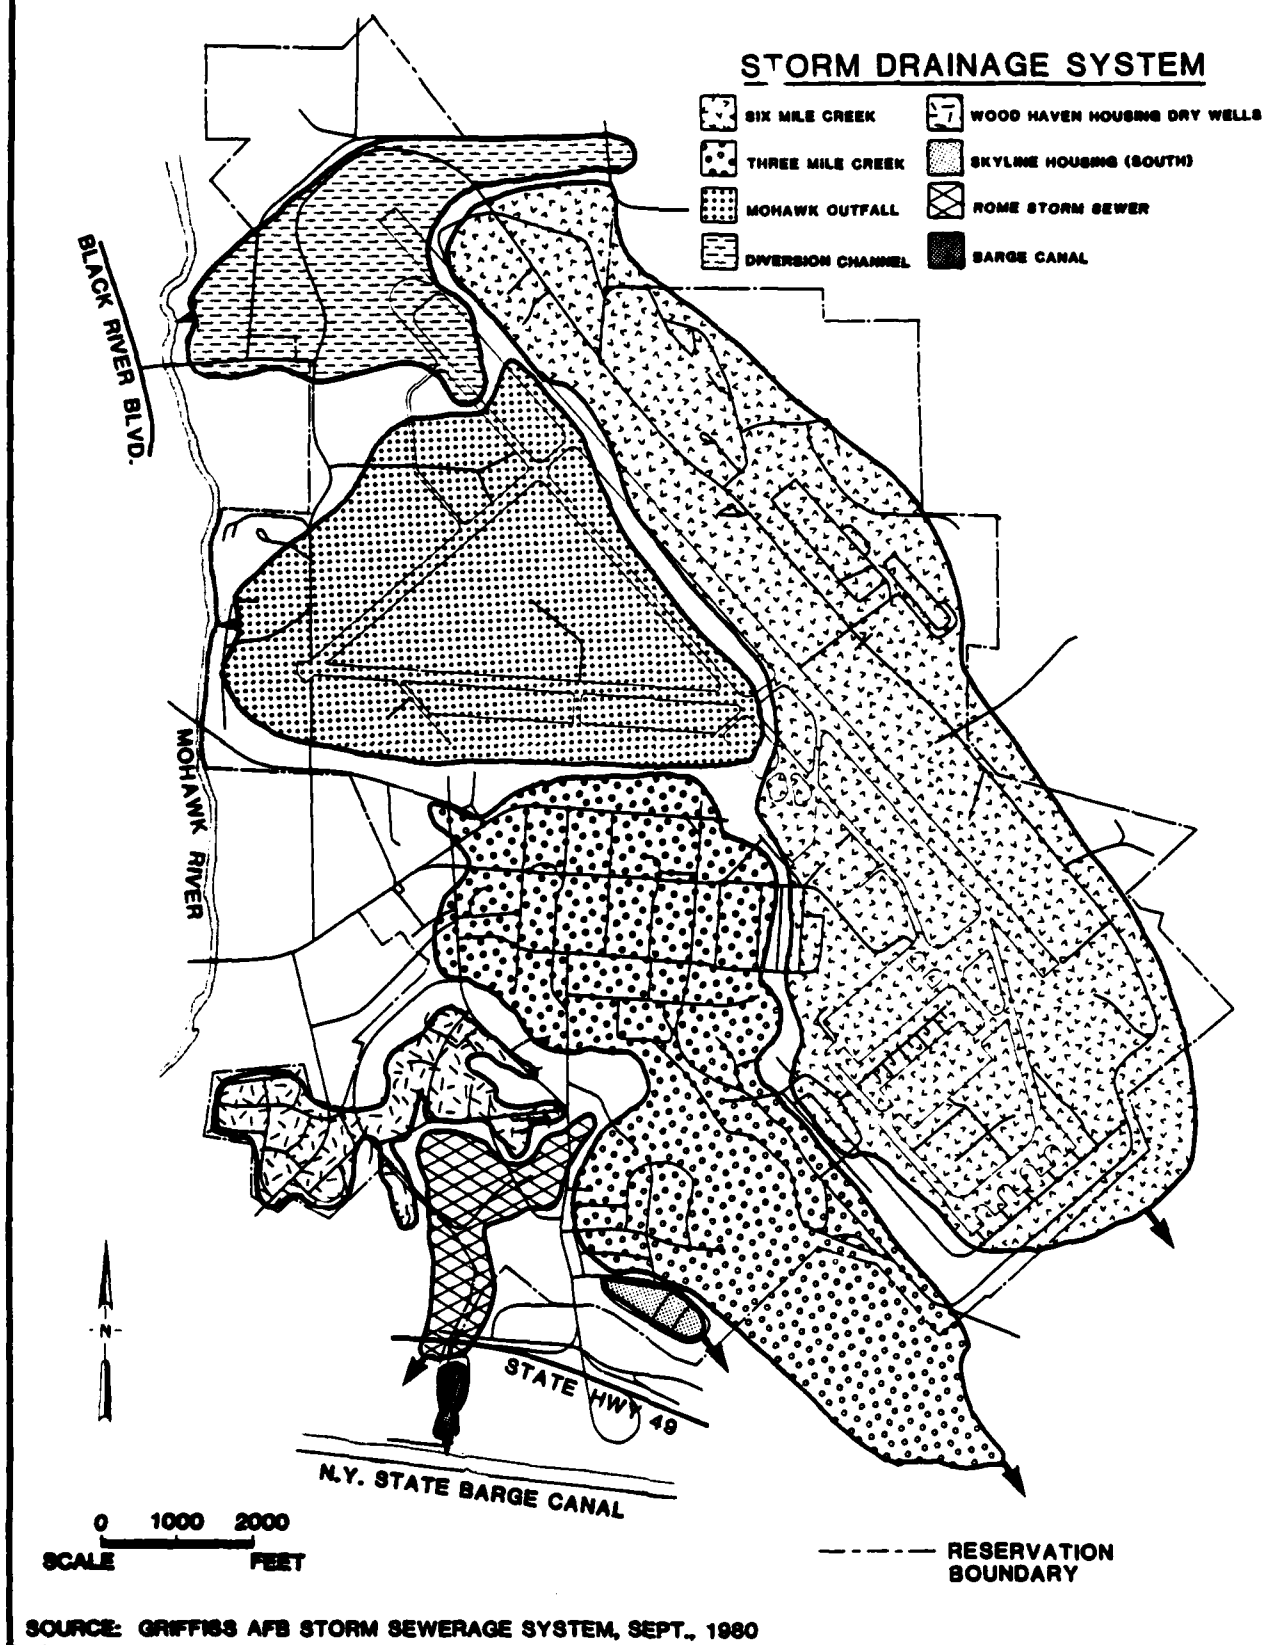 STORM DRAINAGE SYSTEM
SIX MILE CREEK
WOOD HAVEN HOUSING DRY WELLS
THREE MILE CREEK
SKYLINE HOUSING (SOUTH)
MOHAWK OUTFALL
ROME STORM SEWER
DIVERSION CHANNEL
BARGE CANAL
BLACK RIVER BLVD.
MOHAWK RIVER
N
STATE HWY 49
N.Y. STATE BARGE CANAL
0 1000 2000
SCALE FEET
RESERVATION
BOUNDARY
SOURCE: GRIFFISS AFB STORM SEWERAGE SYSTEM, SEPT., 1980